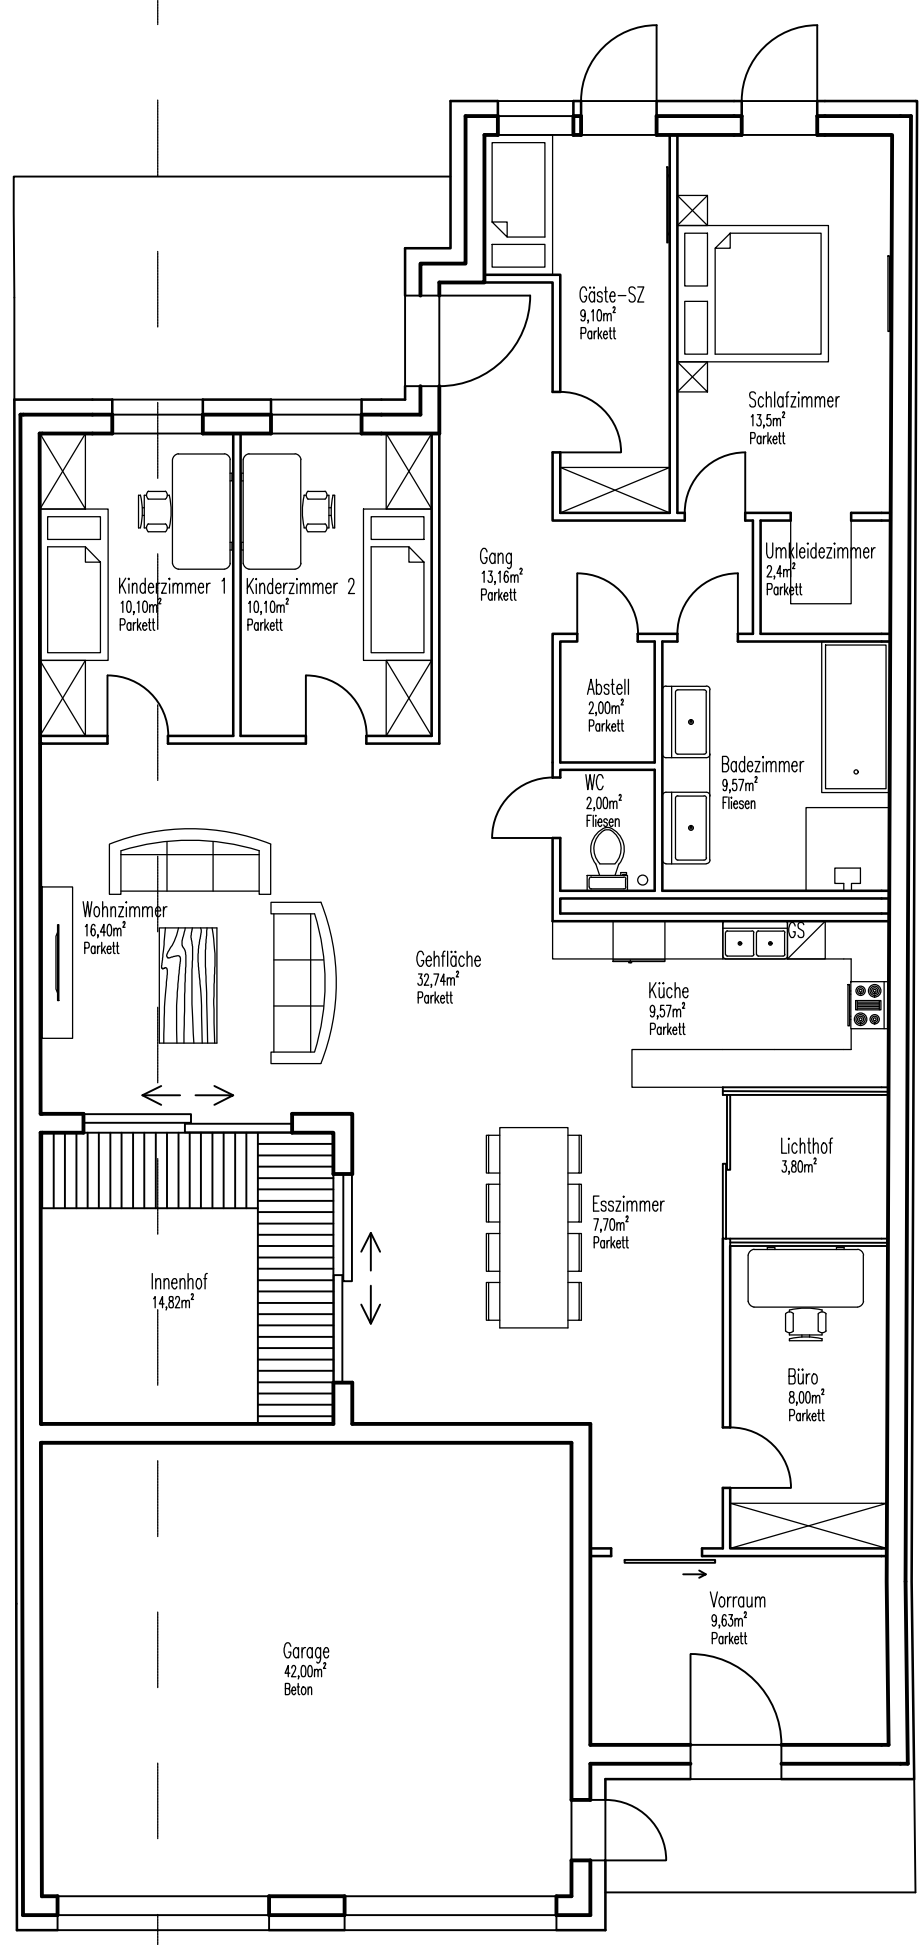 Gäste-SZ
9,10m²
Parkett
Schlafzimmer
13,5m²
Parkett
Gang
13,16m²
Parkett
Umkleidezimmer
2,4m²
Parkett
Kinderzimmer 1
10,10m²
Parkett
Kinderzimmer 2
10,10m²
Parkett
Abstell
2,00m²
Parkett
Badezimmer
9,57m²
Fliesen
WC
2,00m²
Fliesen
Wohnzimmer
16,40m²
Parkett
GS
Gehfläche
32,74m²
Parkett
Küche
9,57m²
Parkett
Lichthof
3,80m²
Esszimmer
7,70m²
Parkett
Innenhof
14,82m²
Büro
8,00m²
Parkett
Vorraum
9,63m²
Parkett
Garage
42,00m²
Beton